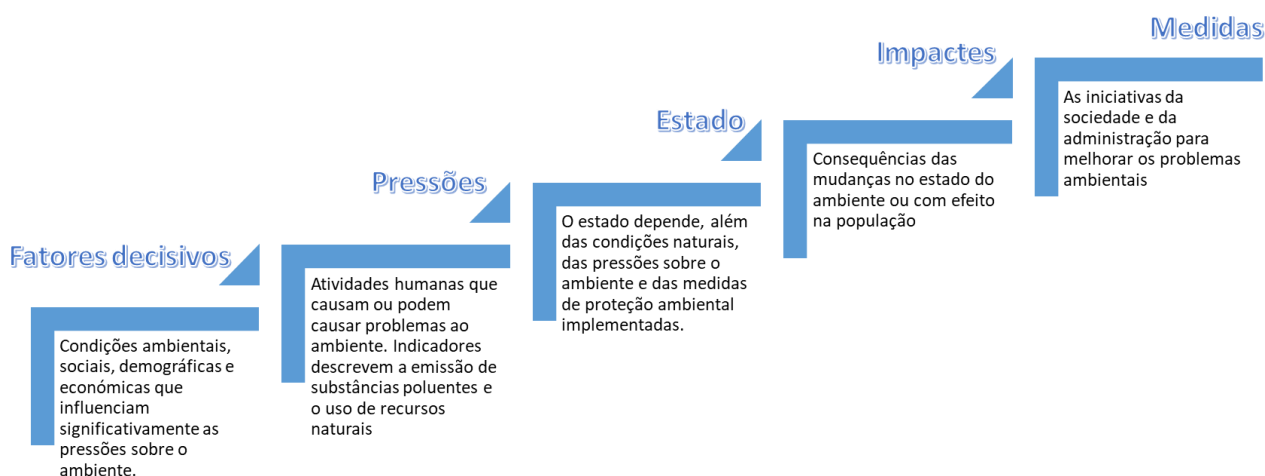 Fatores decisivos
Condições ambientais,
sociais, demográficas e
económicas que
influenciam
significativamente as
pressões sobre o
ambiente.
Pressões
Atividades humanas que
causam ou podem
causar problemas ao
ambiente. Indicadores
descrevem a emissão de
substâncias poluentes e
o uso de recursos
naturais
Estado
O estado depende, além
das condições naturais,
das pressões sobre o
ambiente e das medidas
de proteção ambiental
implementadas.
Impactes
Consequências das
mudanças no estado do
ambiente ou com efeito
na população
Medidas
As iniciativas da
sociedade e da
administração para
melhorar os problemas
ambientais